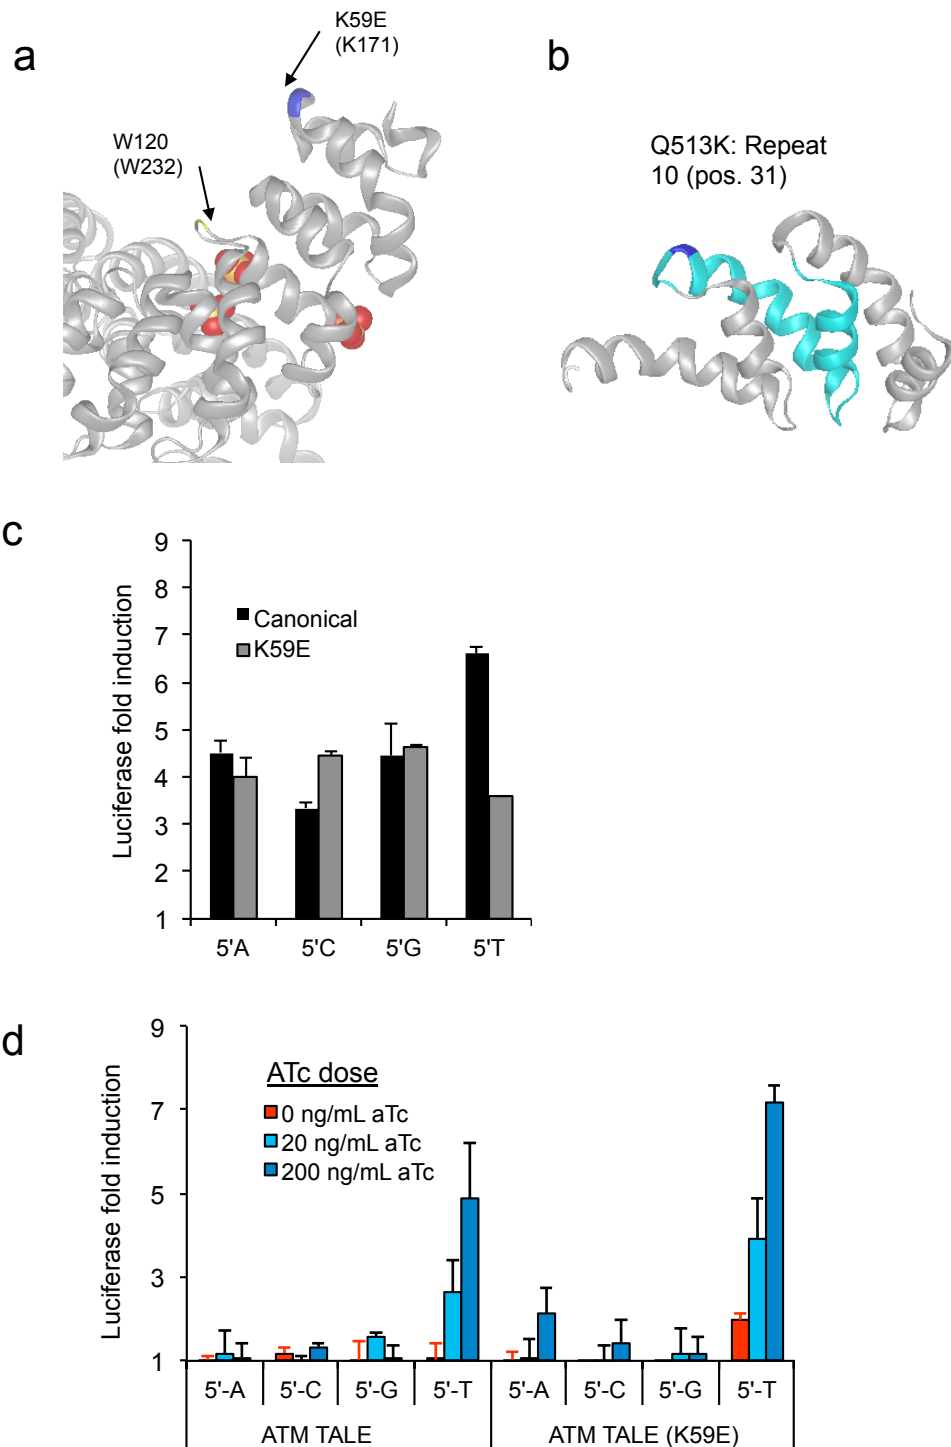 a
K59E
(K171)
W120
(W232)
b
Q513K: Repeat
10 (pos. 31)
c
Luciferase fold induction
9
8
7
6
5
4
3
2
1
Canonical
K59E
5'A
5'C
5'G
5'T
d
Luciferase fold induction
9
7
5
3
1
ATc dose
0 ng/mL aTc
20 ng/mL aTc
200 ng/mL aTc
5'-A
5'-C
5'-G
5'-T
5'-A
5'-C
5'-G
5'-T
ATM TALE
ATM TALE (K59E)